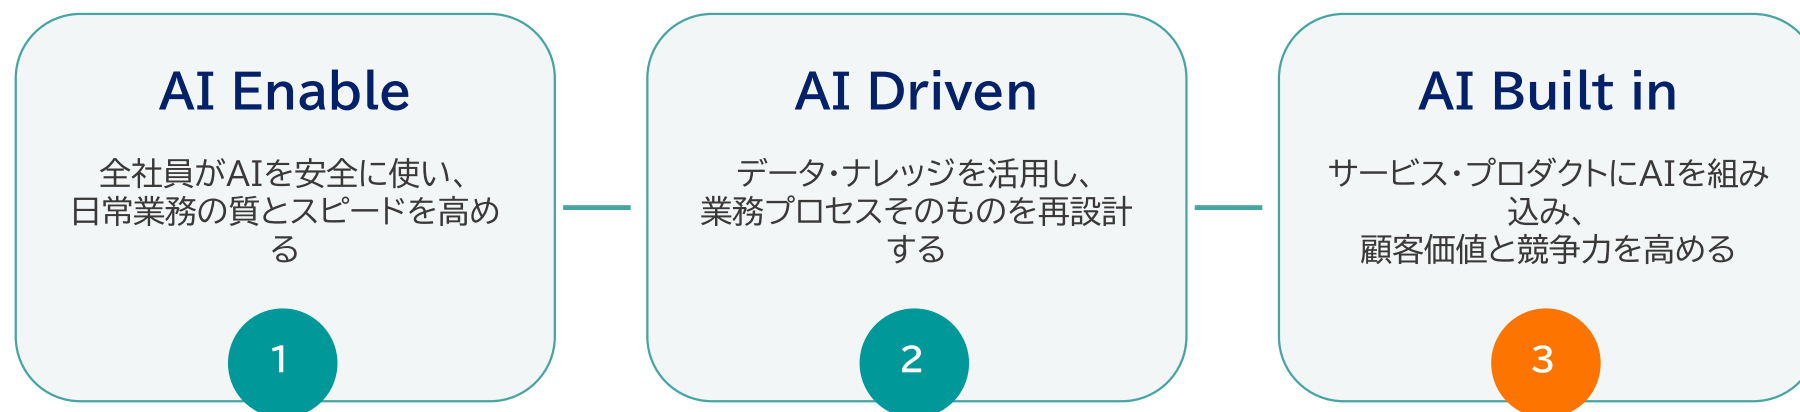 AI Enable
全社員がAIを安全に使い、
日常業務の質とスピードを高め
る
1
AI Driven
データ・ナレッジを活用し、
業務プロセスそのものを再設計
する
2
AI Built in
サービス・プロダクトにAIを組み
込み、
顧客価値と競争力を高める
3